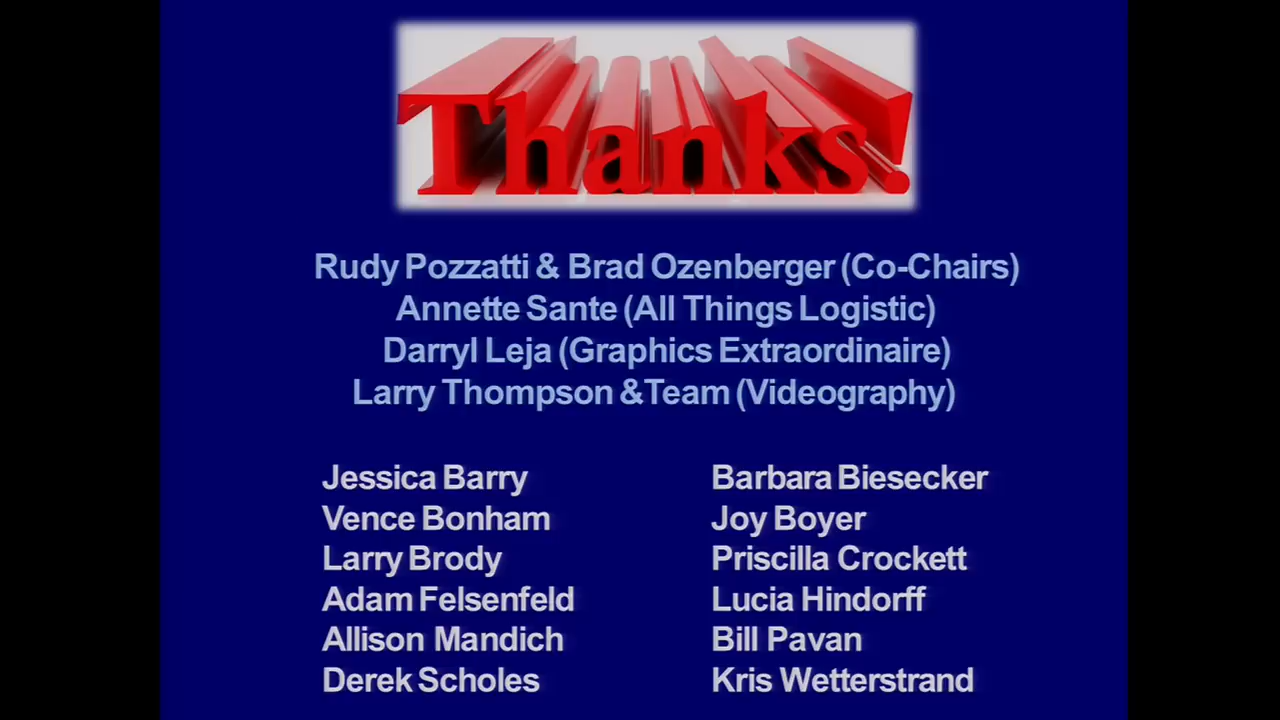 Thanks!
Rudy Pozzatti & Brad Ozenberger (Co-Chairs)
Annette Sante (All Things Logistic)
Darryl Leja (Graphics Extraordinaire)
Larry Thompson &Team (Videography)
Jessica Barry
Vence Bonham
Larry Brody
Adam Felsenfeld
Allison Mandich
Derek Scholes
Barbara Biesecker
Joy Boyer
Priscilla Crockett
Lucia Hindorff
Bill Pavan
Kris Wetterstrand